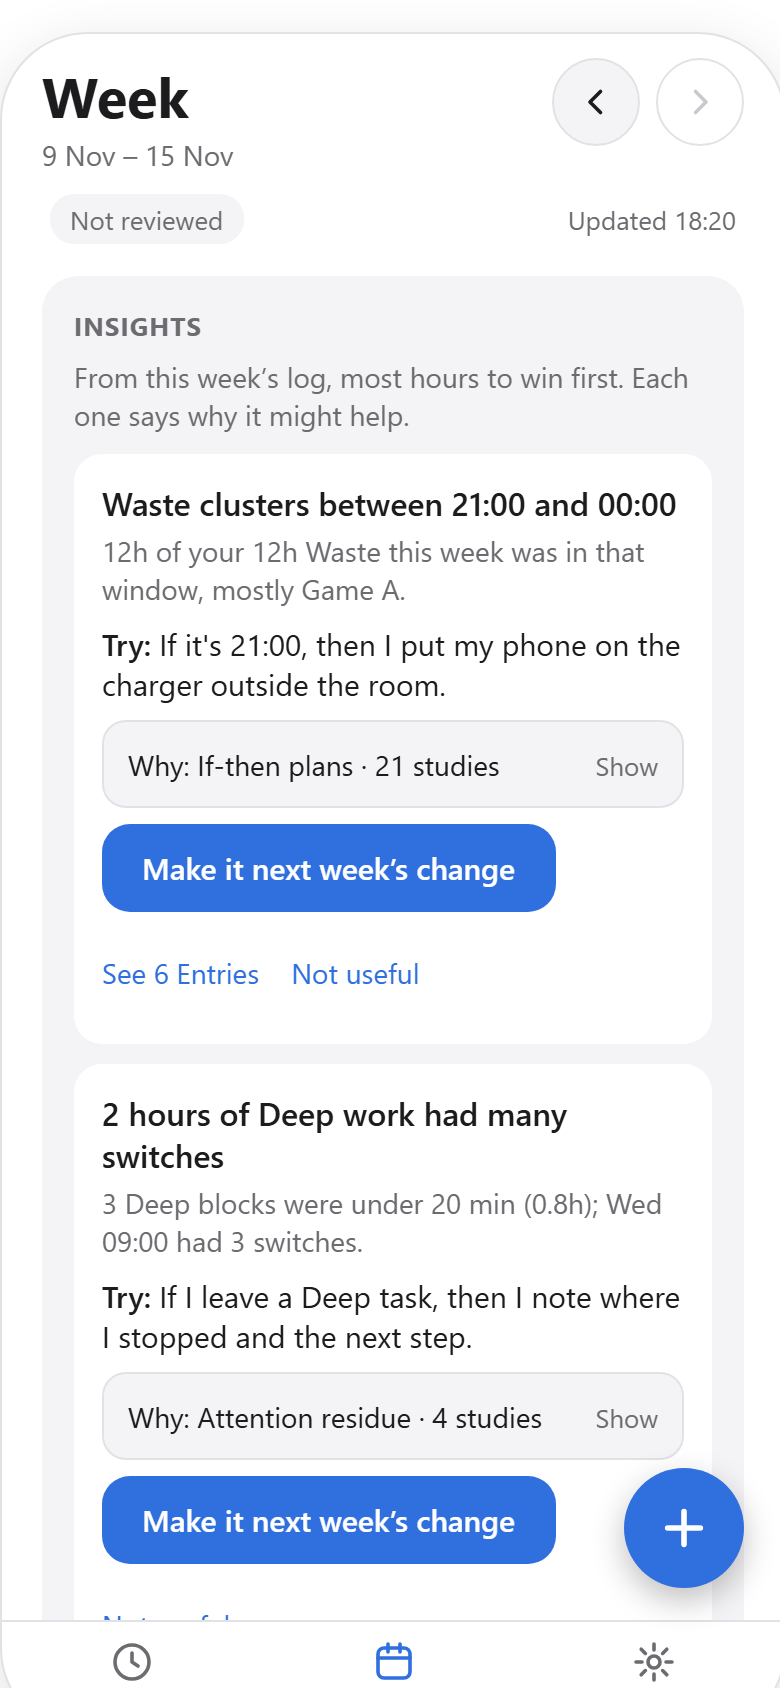 Week
9 Nov – 15 Nov
Not reviewed
Updated 18:20
INSIGHTS
From this week’s log, most hours to win first. Each
one says why it might help.
Waste clusters between 21:00 and 00:00
12h of your 12h Waste this week was in that
window, mostly Game A.
Try: If it's 21:00, then I put my phone on the
charger outside the room.
Why: If-then plans · 21 studies
Show
Make it next week’s change
See 6 Entries
Not useful
2 hours of Deep work had many
switches
3 Deep blocks were under 20 min (0.8h); Wed
09:00 had 3 switches.
Try: If I leave a Deep task, then I note where
I stopped and the next step.
Why: Attention residue · 4 studies
Show
Make it next week’s change